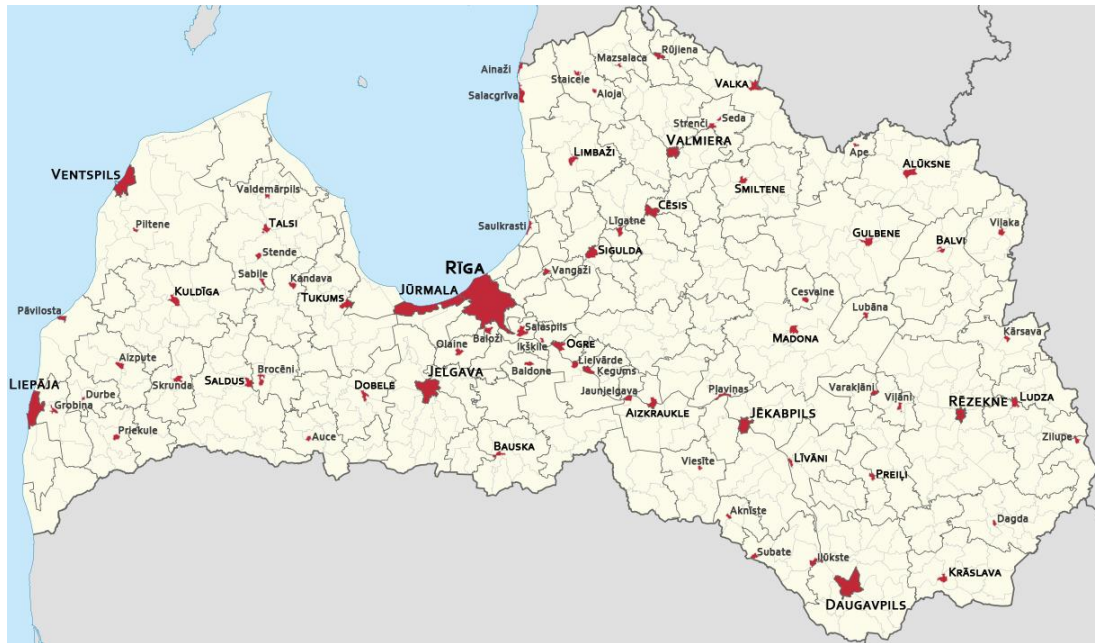 Rūjiena
Mazsalaca
Ainaži
Staicele
VALKA
Aloja
Salacgrīva
Seda
Strenči
VALMIERA
Ape
LIMBAŽI
ALŪKSNE
VENTSPILS
SMILTENE
Valdemārpils
CĒSIS
Piltene
TALSI
Saulkrasti
Līgatne
Viļaka
GULBENE
BALVI
SIGULDA
Stende
RĪGA
Vangaži
Sabile
Kandava
JŪRMALA
KULDĪGA
TUKUMS
Cesvaine
Pāvilosta
Lubāna
Salaspils
Baloži
MADONA
Kārsava
Ikšķile
OGRE
Olaine
Aizpute
Baldone
Lielvārde
Ķegums
Brocēni
Skrunda
SALDUS
JELGAVA
LIEPĀJA
DOBELE
Jaunjelgava
Pļaviņas
Varakļāni
Viļāni
RĒZEKNE
LUDZA
Durbe
Grobiņa
AIZKRAUKLE
JĒKABPILS
Priekule
Auce
BAUSKA
Zilupe
Viesīte
LĪVĀNI
PREIĻI
Aknīste
Dagda
Subate
Ilūkste
KRĀSLAVA
DAUGAVPILS